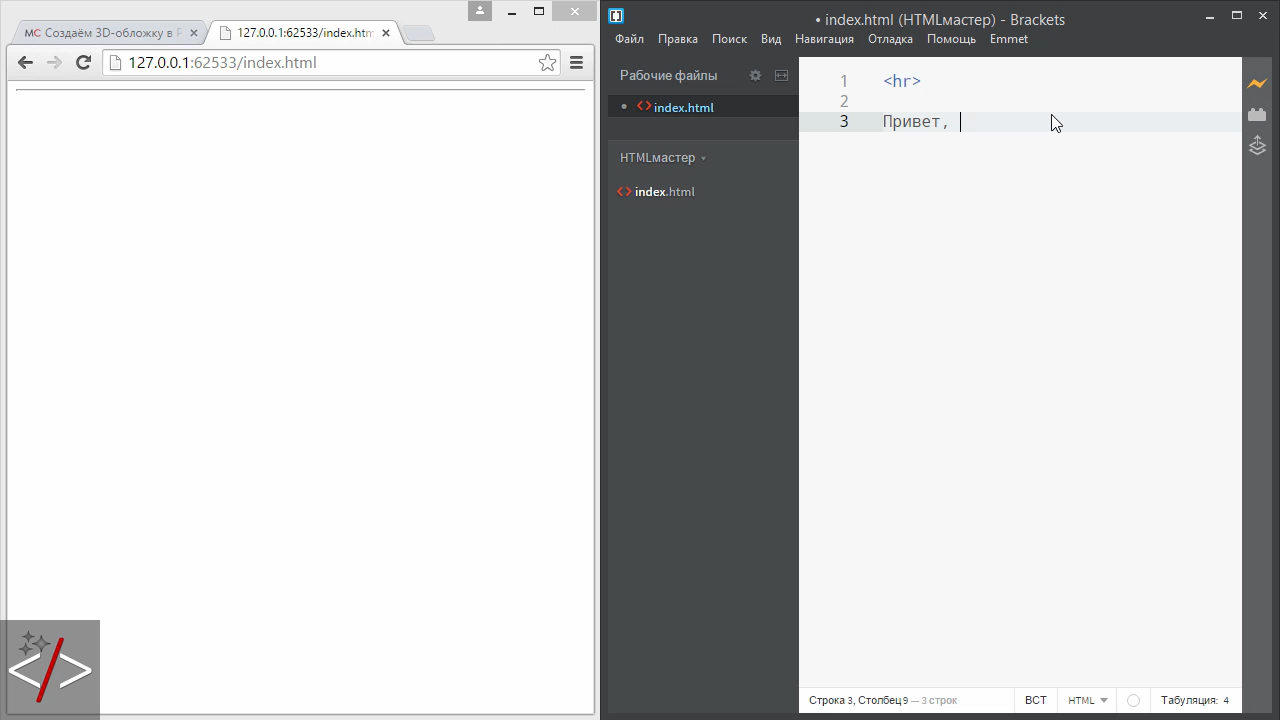 МС Создаём 3D-обложку в P
127.0.0.1:62533/index.htm
127.0.0.1:62533/index.html
• index.html (HTMLмастер) - Brackets
Файл Правка Поиск Вид Навигация Отладка Помощь Emmet
Рабочие файлы
index.html
HTMLмастер
index.html
1 <hr>
2
3 Привет,
Строка 3, Столбец 9 — 3 строк
ВСТ
HTML
Табуляция: 4